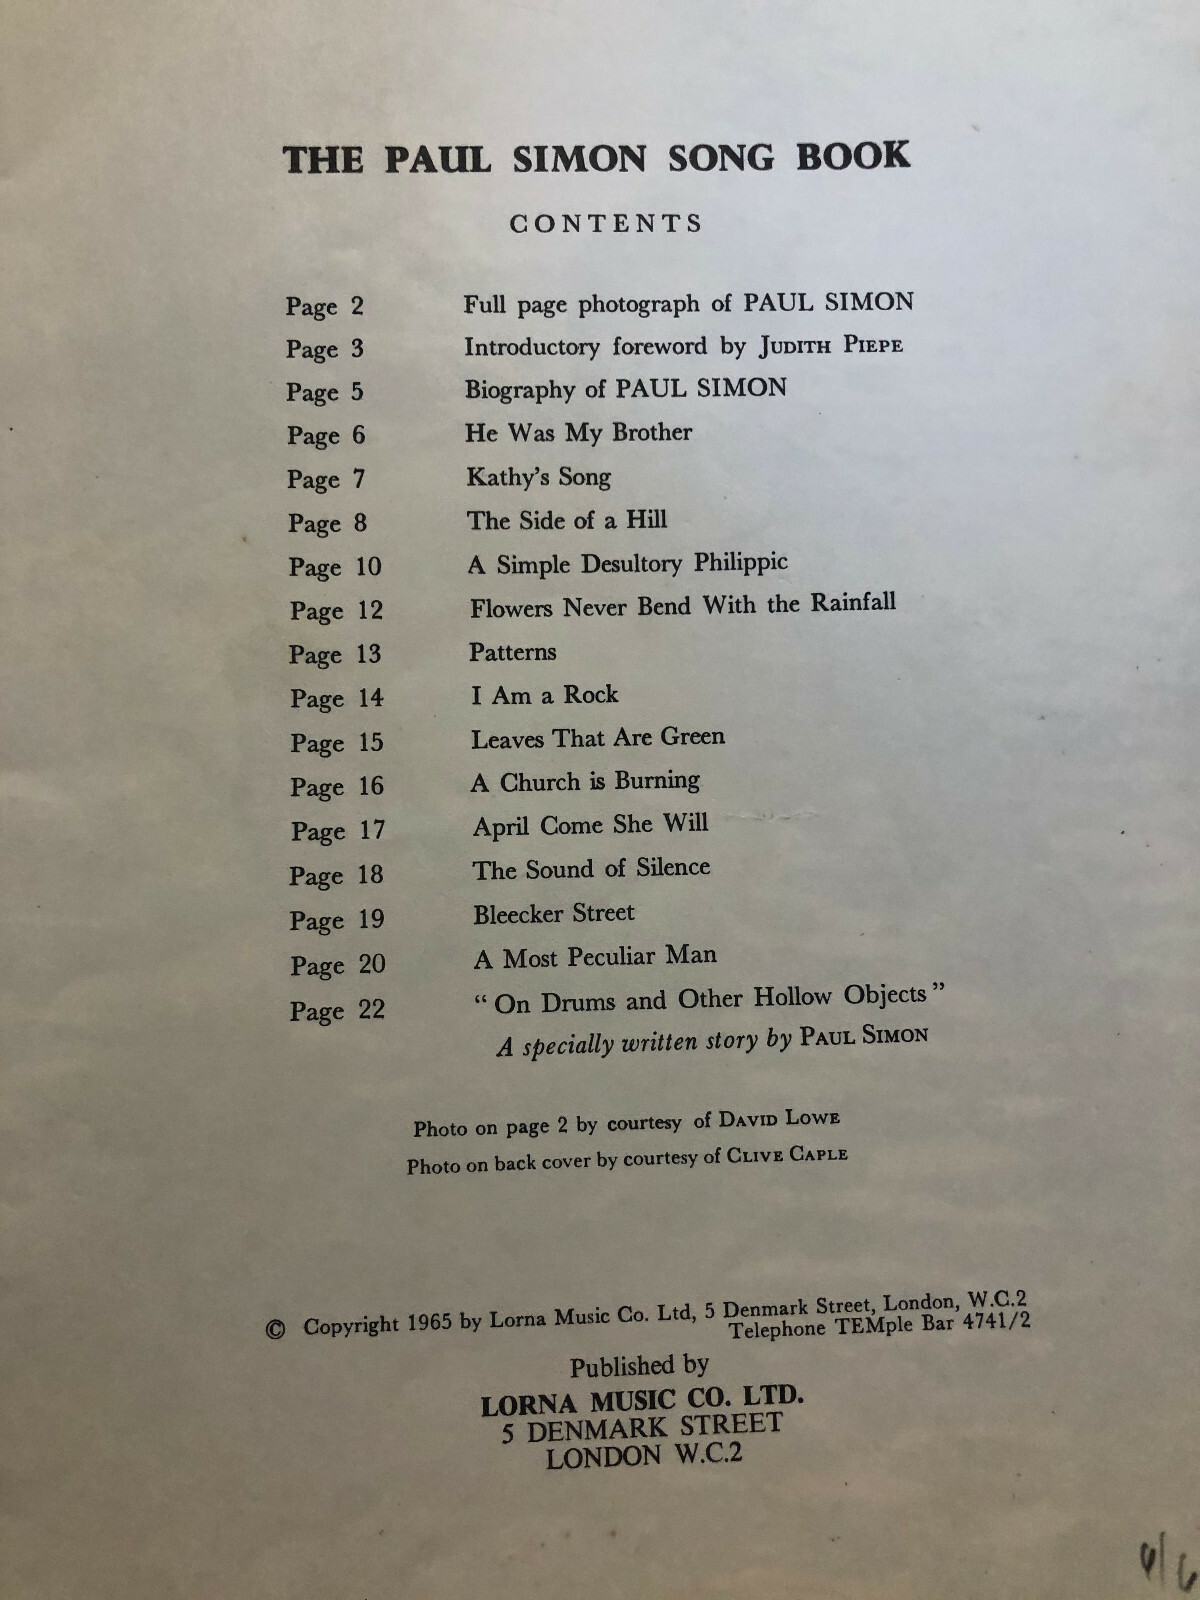 THE PAUL SIMON SONG BOOK
CONTENTS
Page 2 Full page photograph of PAUL SIMON
Page 3 Introductory foreword by JUDITH PIEPE
Page 5 Biography of PAUL SIMON
Page 6 He Was My Brother
Page 7 Kathy's Song
Page 8 The Side of a Hill
Page 10 A Simple Desultory Philippic
Page 12 Flowers Never Bend With the Rainfall
Page 13 Patterns
Page 14 I Am a Rock
Page 15 Leaves That Are Green
Page 16 A Church is Burning
Page 17 April Come She Will
Page 18 The Sound of Silence
Page 19 Bleecker Street
Page 20 A Most Peculiar Man
Page 22 “ On Drums and Other Hollow Objects ”
A specially written story by PAUL SIMON
Photo on page 2 by courtesy of DAVID LOWE
Photo on back cover by courtesy of CLIVE CAPLE
© Copyright 1965 by Lorna Music Co. Ltd, 5 Denmark Street, London, W.C.2
Telephone TEMple Bar 4741/2
Published by
LORNA MUSIC CO. LTD.
5 DENMARK STREET
LONDON W.C.2